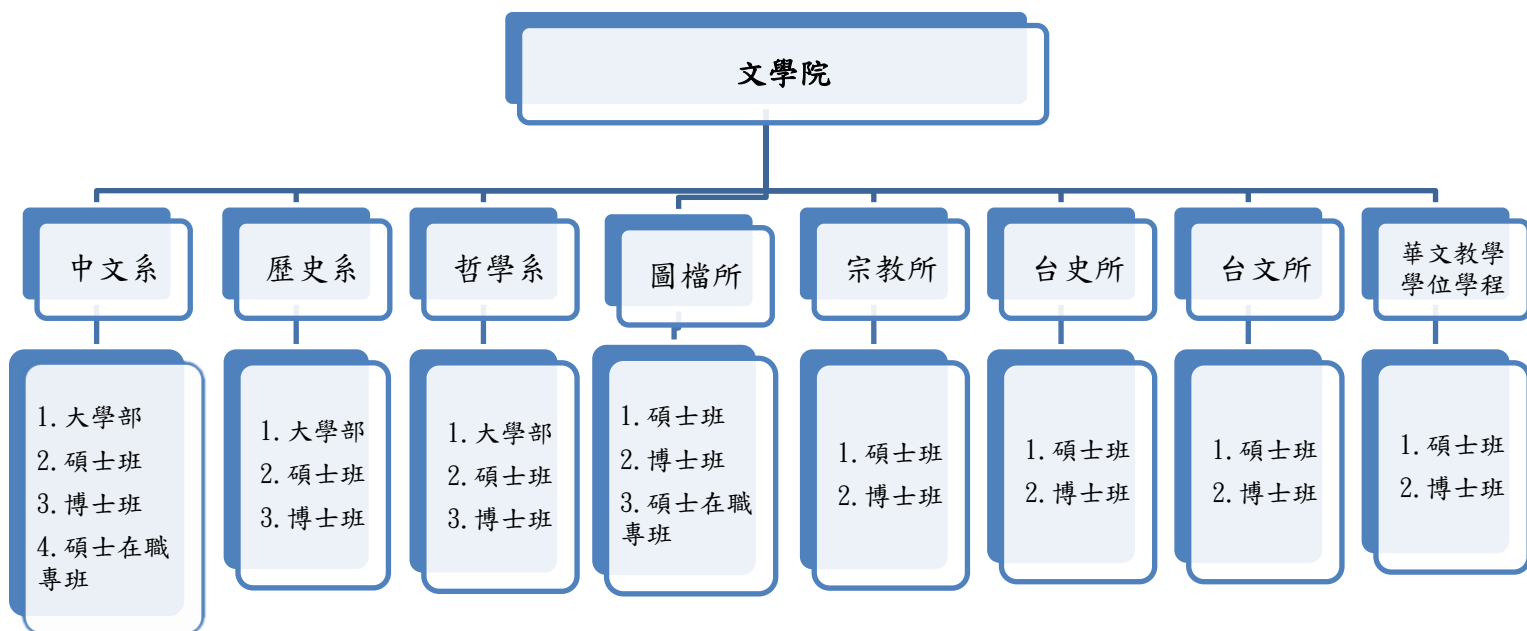 文學院
中文系
歷史系
哲學系
圖檔所
宗教所
台史所
台文所
華文教學
學位學程
1.大學部
2.碩士班
3.博士班
4.碩士在職
專班
1.大學部
2.碩士班
3.博士班
1.大學部
2.碩士班
3.博士班
1.碩士班
2.博士班
3.碩士在職
專班
1.碩士班
2.博士班
1.碩士班
2.博士班
1.碩士班
2.博士班
1.碩士班
2.博士班